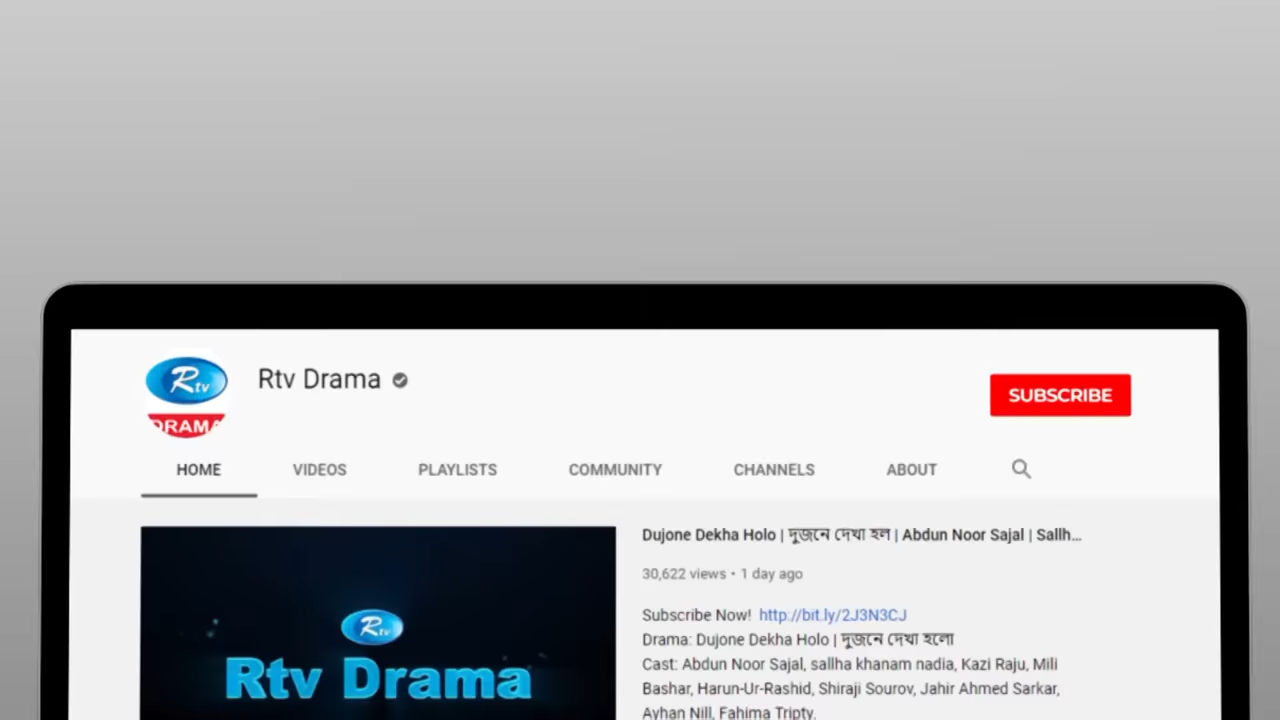 Rtv
DRAMA
Rtv Drama
SUBSCRIBE
HOME VIDEOS PLAYLISTS COMMUNITY CHANNELS ABOUT
Rtv
Rtv Drama
Dujone Dekha Holo | দুজনে দেখা হল | Abdun Noor Sajal | Sallh...
30,622 views • 1 day ago
Subscribe Now! http://bit.ly/2J3N3CJ
Drama: Dujone Dekha Holo | দুজনে দেখা হলো
Cast: Abdun Noor Sajal, sallha khanam nadia, Kazi Raju, Mili
Bashar, Harun-Ur-Rashid, Shiraji Sourov, Jahir Ahmed Sarkar,
Ayhan Nill, Fahima Tripty.